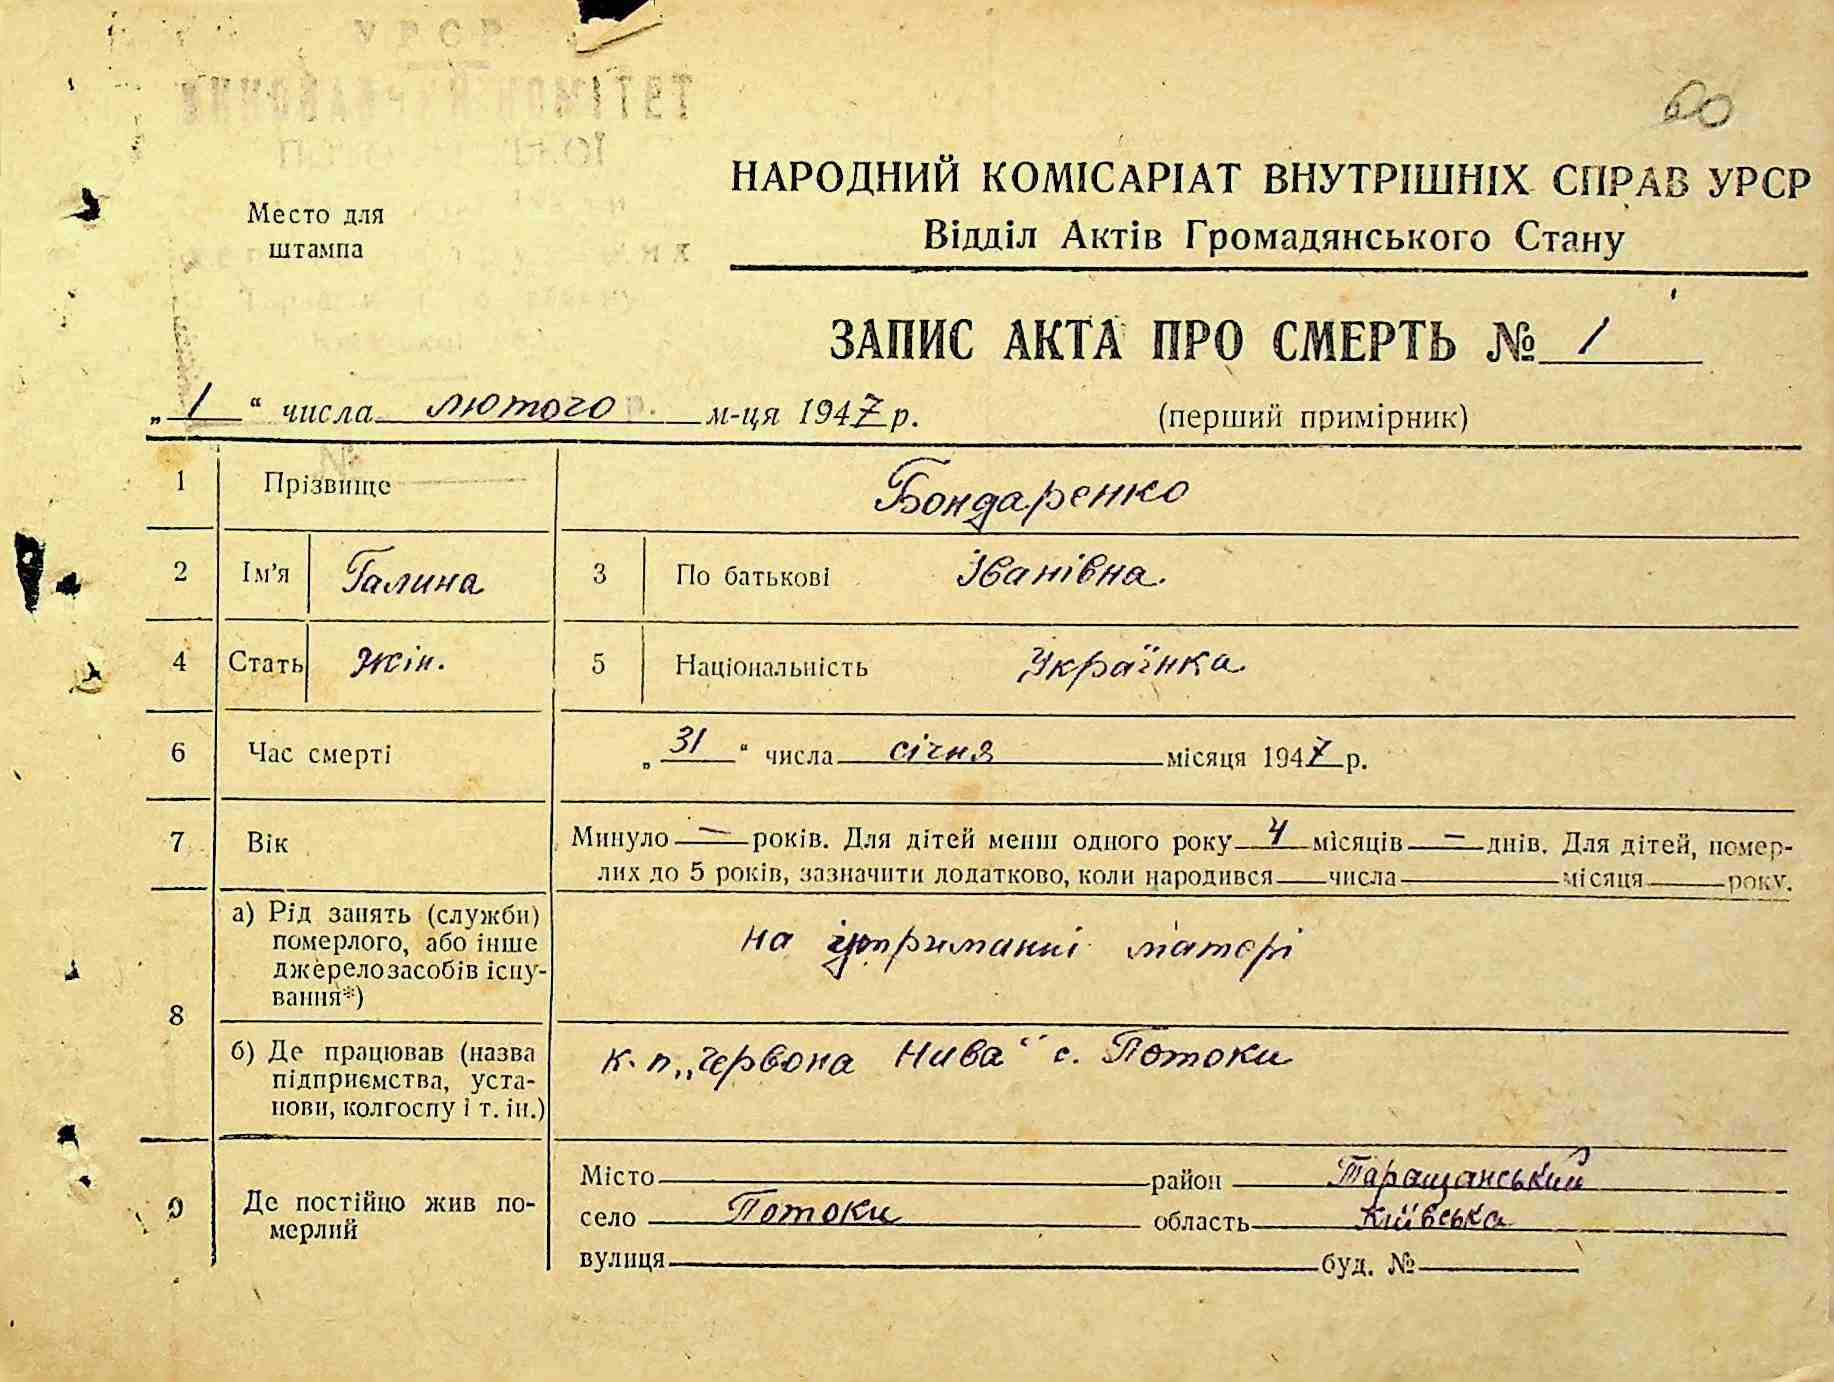 УРСР
60
НАРОДНИЙ КОМІСАРІАТ ВНУТРІШНІХ СПРАВ УРСР
Відділ Актів Громадянського Стану
Место для
штампа
ЗАПИС АКТА ПРО СМЕРТЬ № 1
„ 1 “ числа лютого м-ця 1947 р. (перший примірник)
1 Прізвище Бондаренко
2 Ім'я Галина 3 По батькові Іванівна
4 Стать жін. 5 Національність Українка
6 Час смерті „ 31 “ числа січня місяця 1947 р.
7 Вік Минуло — років. Для дітей менш одного року 4 місяців — днів. Для дітей, помер-
лих до 5 років, зазначити додатково, коли народився числа місяця року.
8 а) Рід занять (служби)
померлого, або інше
джерело засобів існу-
вання*)
на утриманні матері
б) Де працював (назва
підприємства, уста-
нови, колгоспу і т. ін.)
к. п „Червона Нива“ с. Потоки
9 Де постійно жив по-
мерлий
Місто район Таращанський
село Потоки область Київська
вулиця буд. №